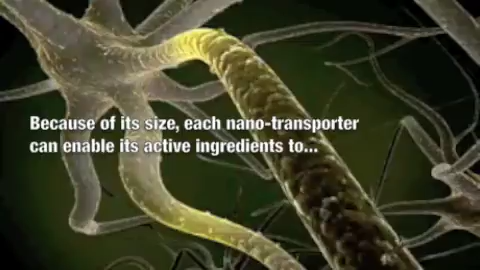 Because of its size, each nano-transporter
can enable its active ingredients to...